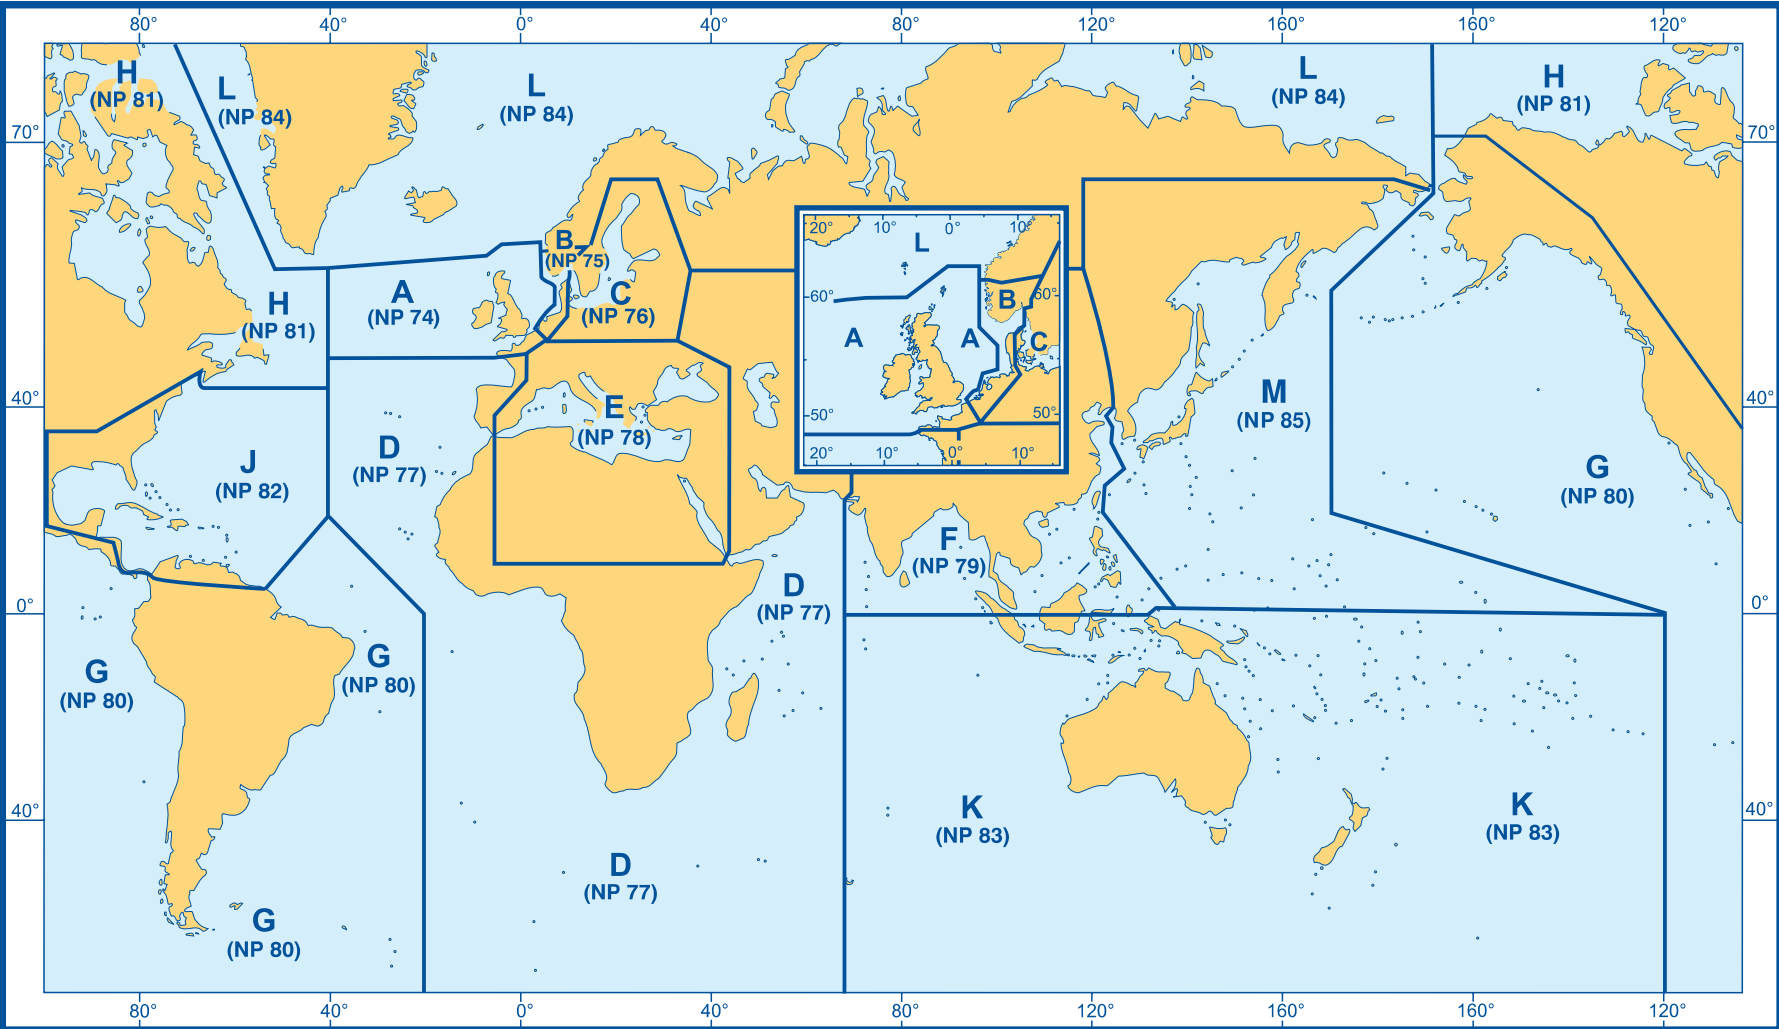 80° 40° 0° 40° 80° 120° 160° 160° 120°
H
(NP 81)
L
(NP 84)
L
(NP 84)
L
(NP 84)
H
(NP 81)
70° 70°
20° 10° 0° 10°
L
60° 60°
B
A A C
50° 50°
20° 10° 0° 10°
B
(NP 75)
H
(NP 81)
A
(NP 74)
C
(NP 76)
40° 40°
M
(NP 85)
E
(NP 78)
D
(NP 77)
J
(NP 82)
G
(NP 80)
F
(NP 79)
D
(NP 77)
0° 0°
G
(NP 80)
G
(NP 80)
40° 40°
K
(NP 83)
K
(NP 83)
D
(NP 77)
G
(NP 80)
80° 40° 0° 40° 80° 120° 160° 160° 120°